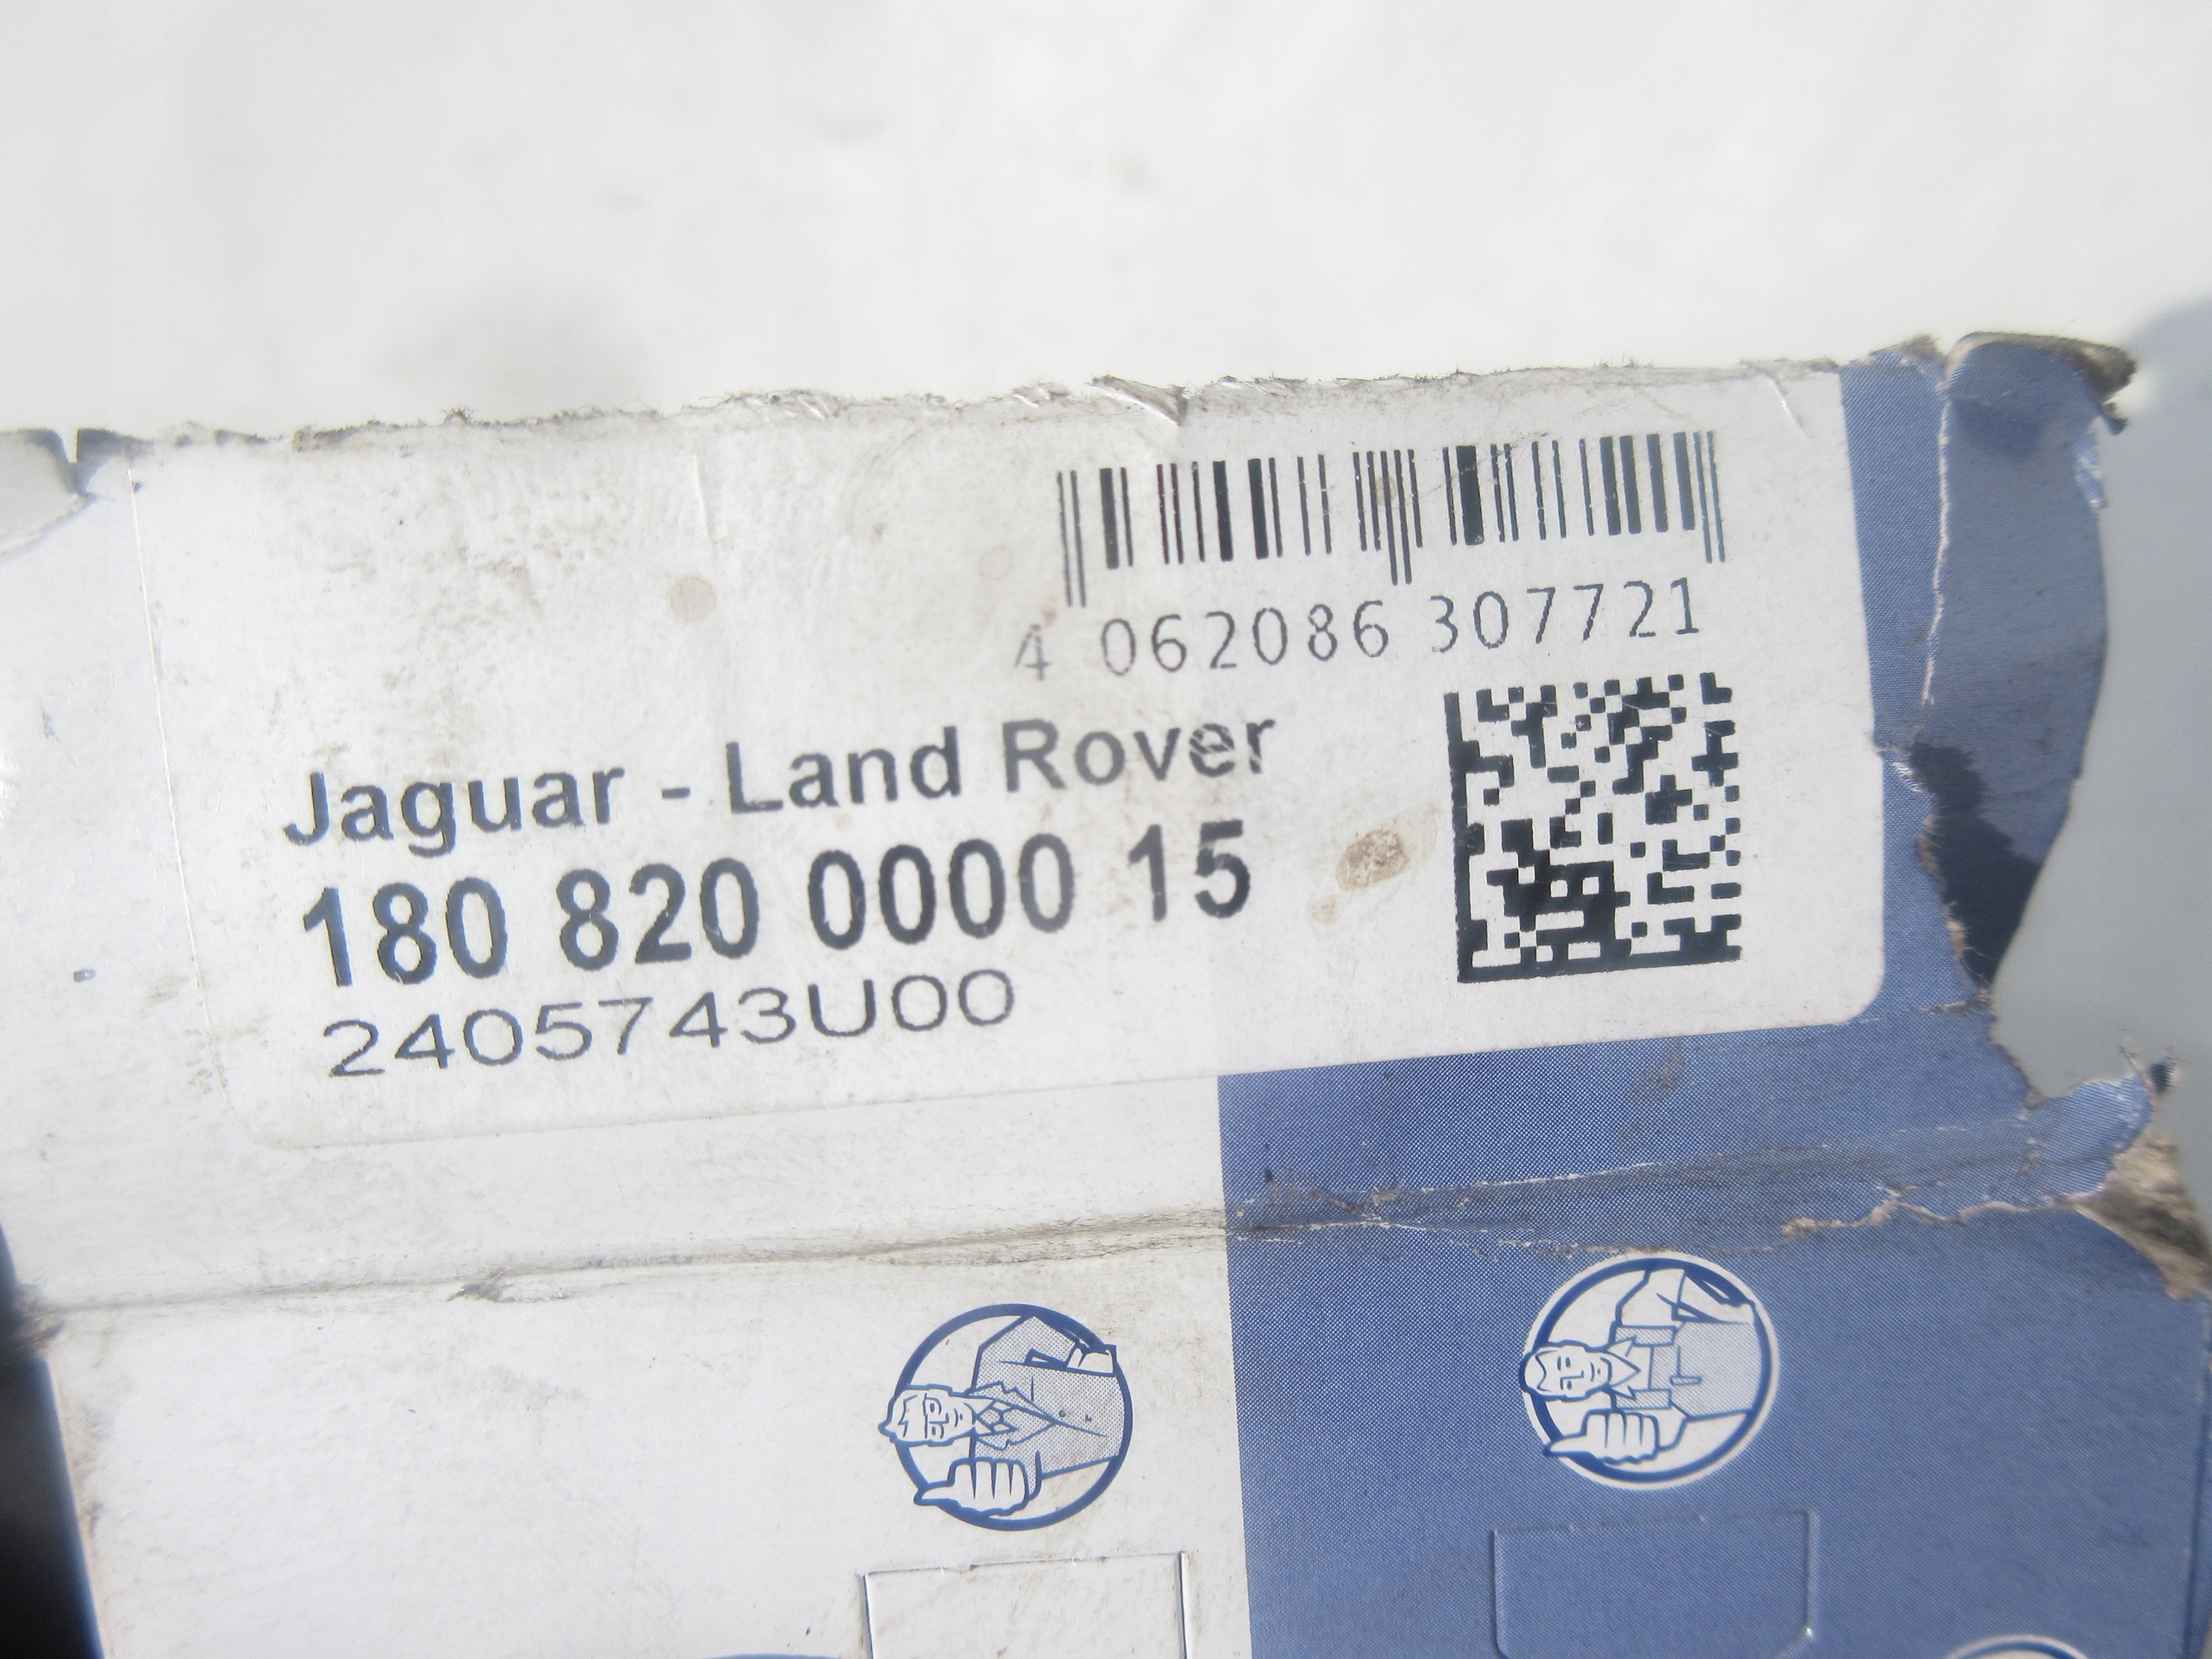 4 062086 307721
Jaguar - Land Rover
180 820 0000 15
2405743U00